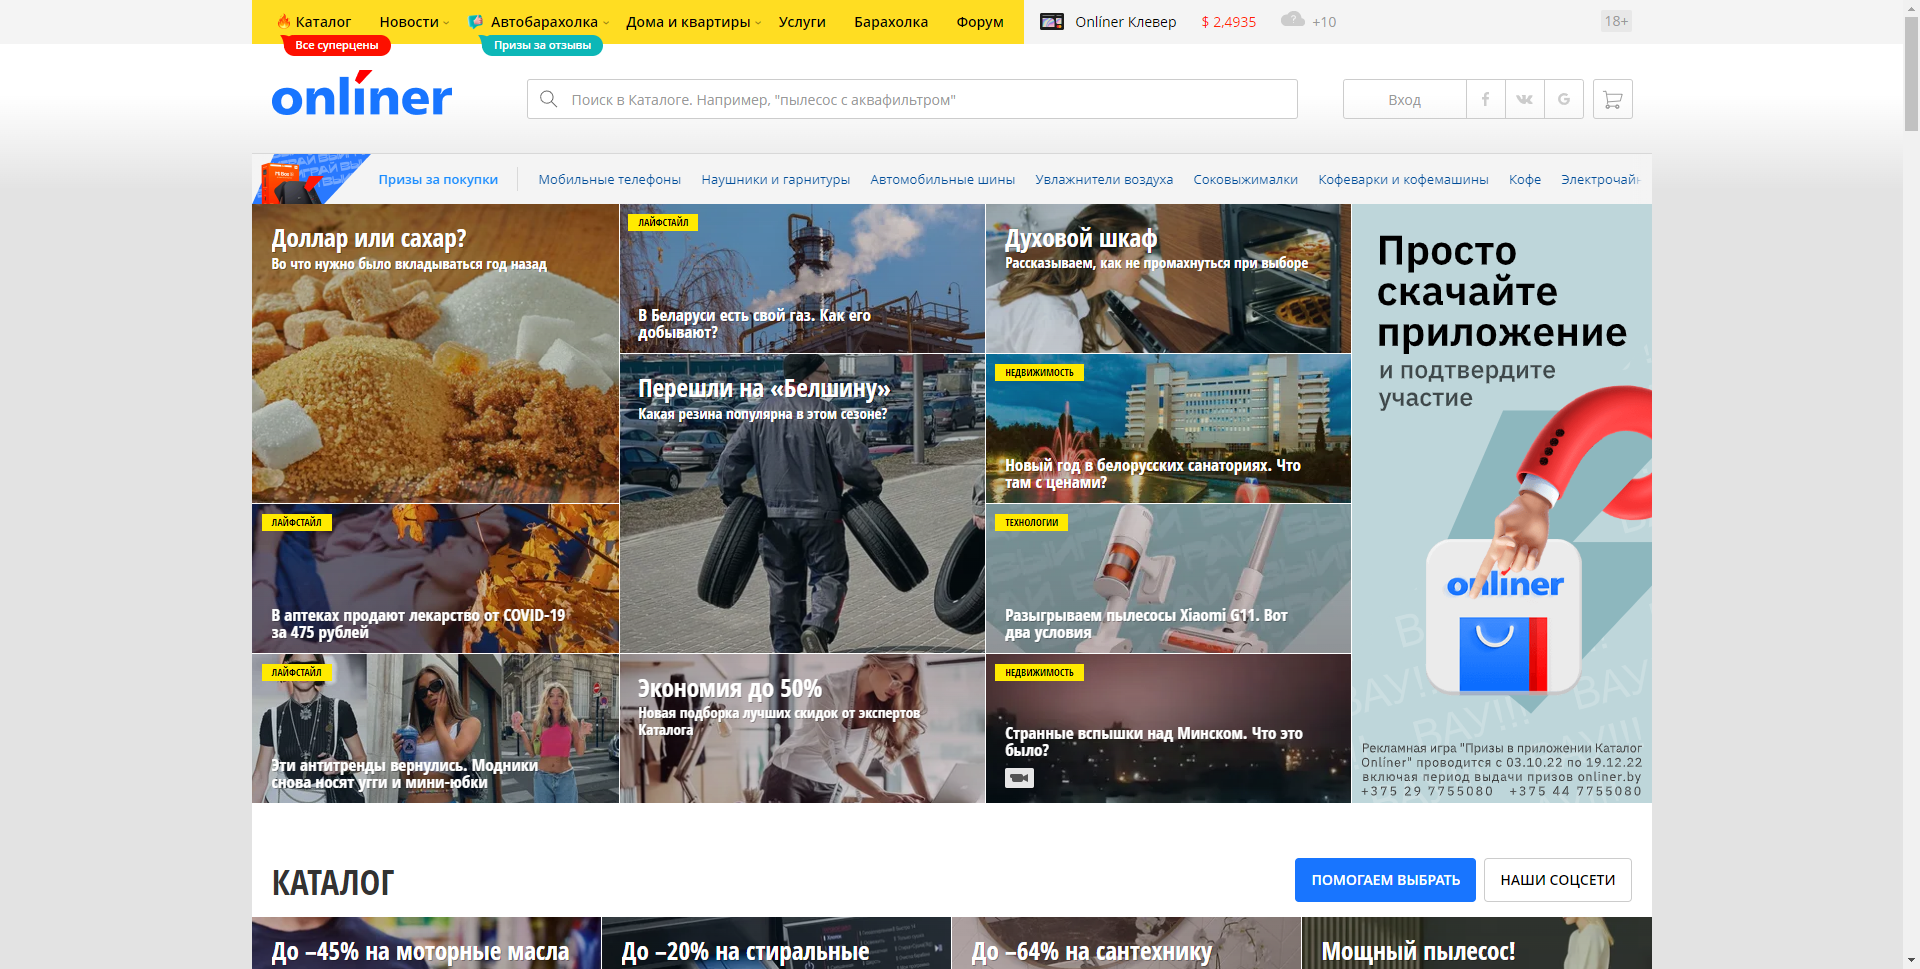 Каталог Новости Автобарахолка Дома и квартиры Услуги Барахолка Форум Onlíner Клевер $ 2,4935 +10 18+
Все суперцены Призы за отзывы
onlíner
Поиск в Каталоге. Например, "пылесос с аквафильтром"
Вход
Призы за покупки Мобильные телефоны Наушники и гарнитуры Автомобильные шины Увлажнители воздуха Соковыжималки Кофеварки и кофемашины Кофе Электрочай
Доллар или сахар?
Во что нужно было вкладываться год назад
ЛАЙФСТАЙЛ
В Беларуси есть свой газ. Как его
добывают?
Духовой шкаф
Рассказываем, как не промахнуться при выборе
Просто
скачайте
приложение
и подтвердите
участие
Перешли на «Белшину»
Какая резина популярна в этом сезоне?
НЕДВИЖИМОСТЬ
Новый год в белорусских санаториях. Что
там с ценами?
ЛАЙФСТАЙЛ
В аптеках продают лекарство от COVID-19
за 475 рублей
ТЕХНОЛОГИИ
Разыгрываем пылесосы Xiaomi G11. Вот
два условия
onlíner
ВАУ!!!
ЛАЙФСТАЙЛ
Эти антитренды вернулись. Модники
снова носят угги и мини-юбки
Экономия до 50%
Новая подборка лучших скидок от экспертов
Каталога
НЕДВИЖИМОСТЬ
Странные вспышки над Минском. Что это
было?
Рекламная игра "Призы в приложении Каталог
Onlíner" проводится с 03.10.22 по 19.12.22
включая период выдачи призов onliner.by
+375 29 7755080 +375 44 7755080
КАТАЛОГ
ПОМОГАЕМ ВЫБРАТЬ
НАШИ СОЦСЕТИ
До –45% на моторные масла
До –20% на стиральные
До –64% на сантехнику
Мощный пылесос!